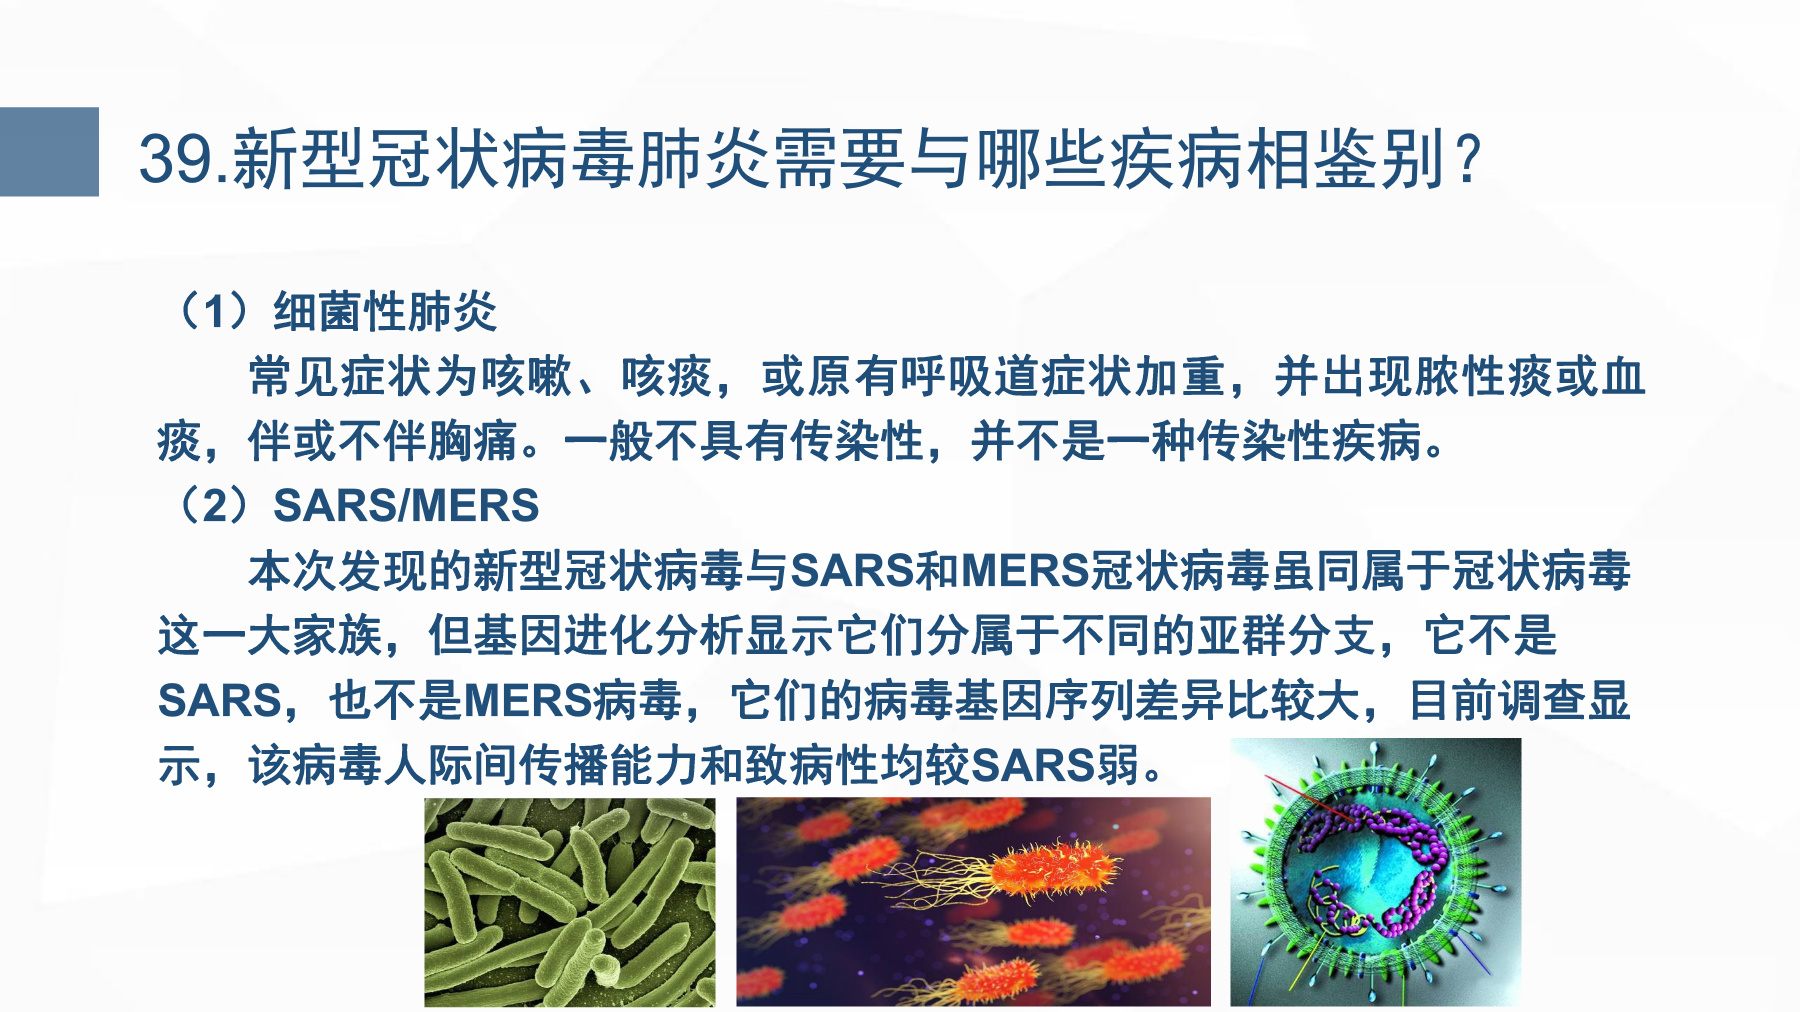 39.新型冠状病毒肺炎需要与哪些疾病相鉴别？
（1）细菌性肺炎
常见症状为咳嗽、咳痰，或原有呼吸道症状加重，并出现脓性痰或血
痰，伴或不伴胸痛。一般不具有传染性，并不是一种传染性疾病。
（2）SARS/MERS
本次发现的新型冠状病毒与SARS和MERS冠状病毒虽同属于冠状病毒
这一大家族，但基因进化分析显示它们分属于不同的亚群分支，它不是
SARS，也不是MERS病毒，它们的病毒基因序列差异比较大，目前调查显
示，该病毒人际间传播能力和致病性均较SARS弱。